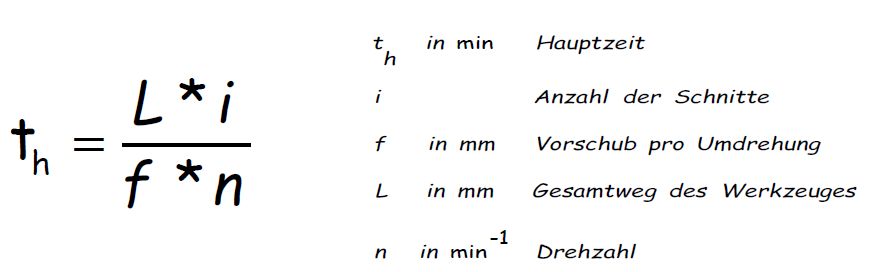 t_h = (L * i) / (f * n)
t_h in min Hauptzeit
i Anzahl der Schnitte
f in mm Vorschub pro Umdrehung
L in mm Gesamtweg des Werkzeuges
n in min^-1 Drehzahl